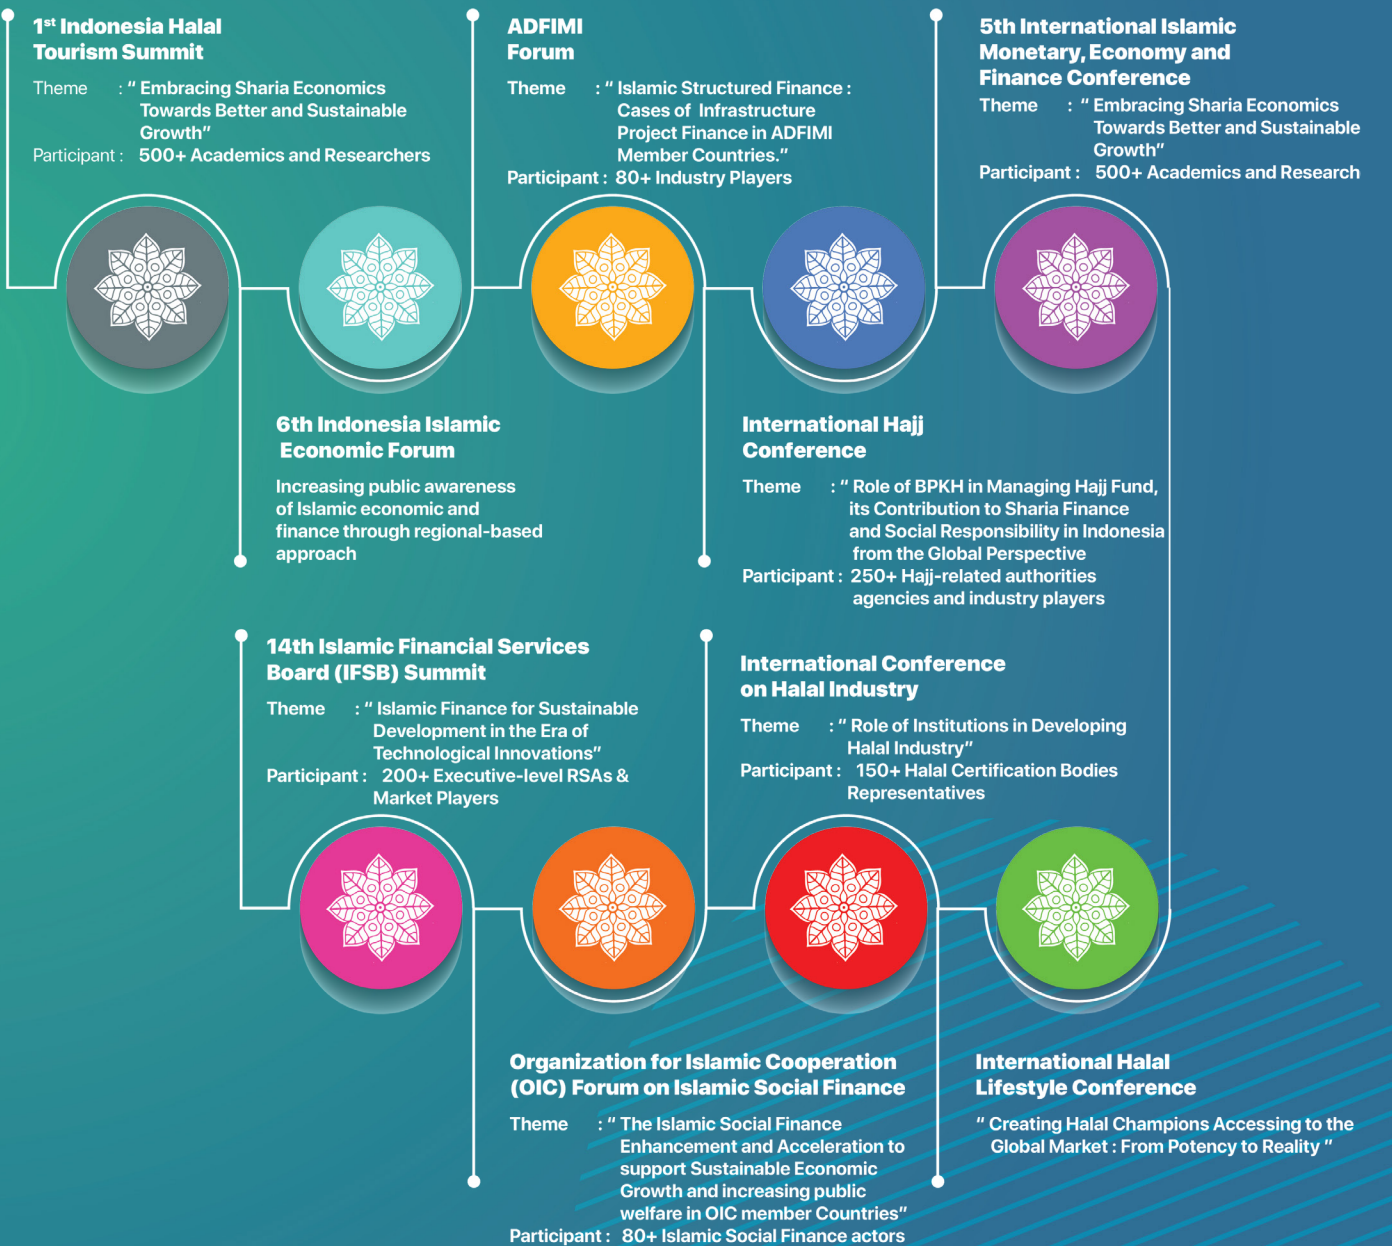 1st Indonesia Halal
Tourism Summit
Theme : “ Embracing Sharia Economics
Towards Better and Sustainable
Growth”
Participant : 500+ Academics and Researchers
ADFIMI
Forum
Theme : “ Islamic Structured Finance :
Cases of Infrastructure
Project Finance in ADFIMI
Member Countries.”
Participant : 80+ Industry Players
5th International Islamic
Monetary, Economy and
Finance Conference
Theme : “ Embracing Sharia Economics
Towards Better and Sustainable
Growth”
Participant : 500+ Academics and Research
6th Indonesia Islamic
Economic Forum
Increasing public awareness
of Islamic economic and
finance through regional-based
approach
International Hajj
Conference
Theme : “ Role of BPKH in Managing Hajj Fund,
its Contribution to Sharia Finance
and Social Responsibility in Indonesia
from the Global Perspective
Participant : 250+ Hajj-related authorities
agencies and industry players
14th Islamic Financial Services
Board (IFSB) Summit
Theme : “ Islamic Finance for Sustainable
Development in the Era of
Technological Innovations”
Participant : 200+ Executive-level RSAs &
Market Players
International Conference
on Halal Industry
Theme : “ Role of Institutions in Developing
Halal Industry”
Participant : 150+ Halal Certification Bodies
Representatives
Organization for Islamic Cooperation
(OIC) Forum on Islamic Social Finance
Theme : “ The Islamic Social Finance
Enhancement and Acceleration to
support Sustainable Economic
Growth and increasing public
welfare in OIC member Countries”
Participant : 80+ Islamic Social Finance actors
International Halal
Lifestyle Conference
“ Creating Halal Champions Accessing to the
Global Market : From Potency to Reality ”